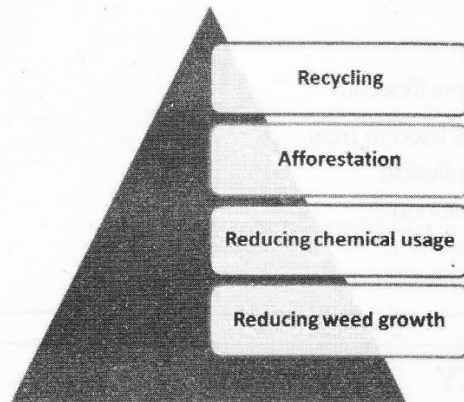 Recycling
Afforestation
Reducing chemical usage
Reducing weed growth